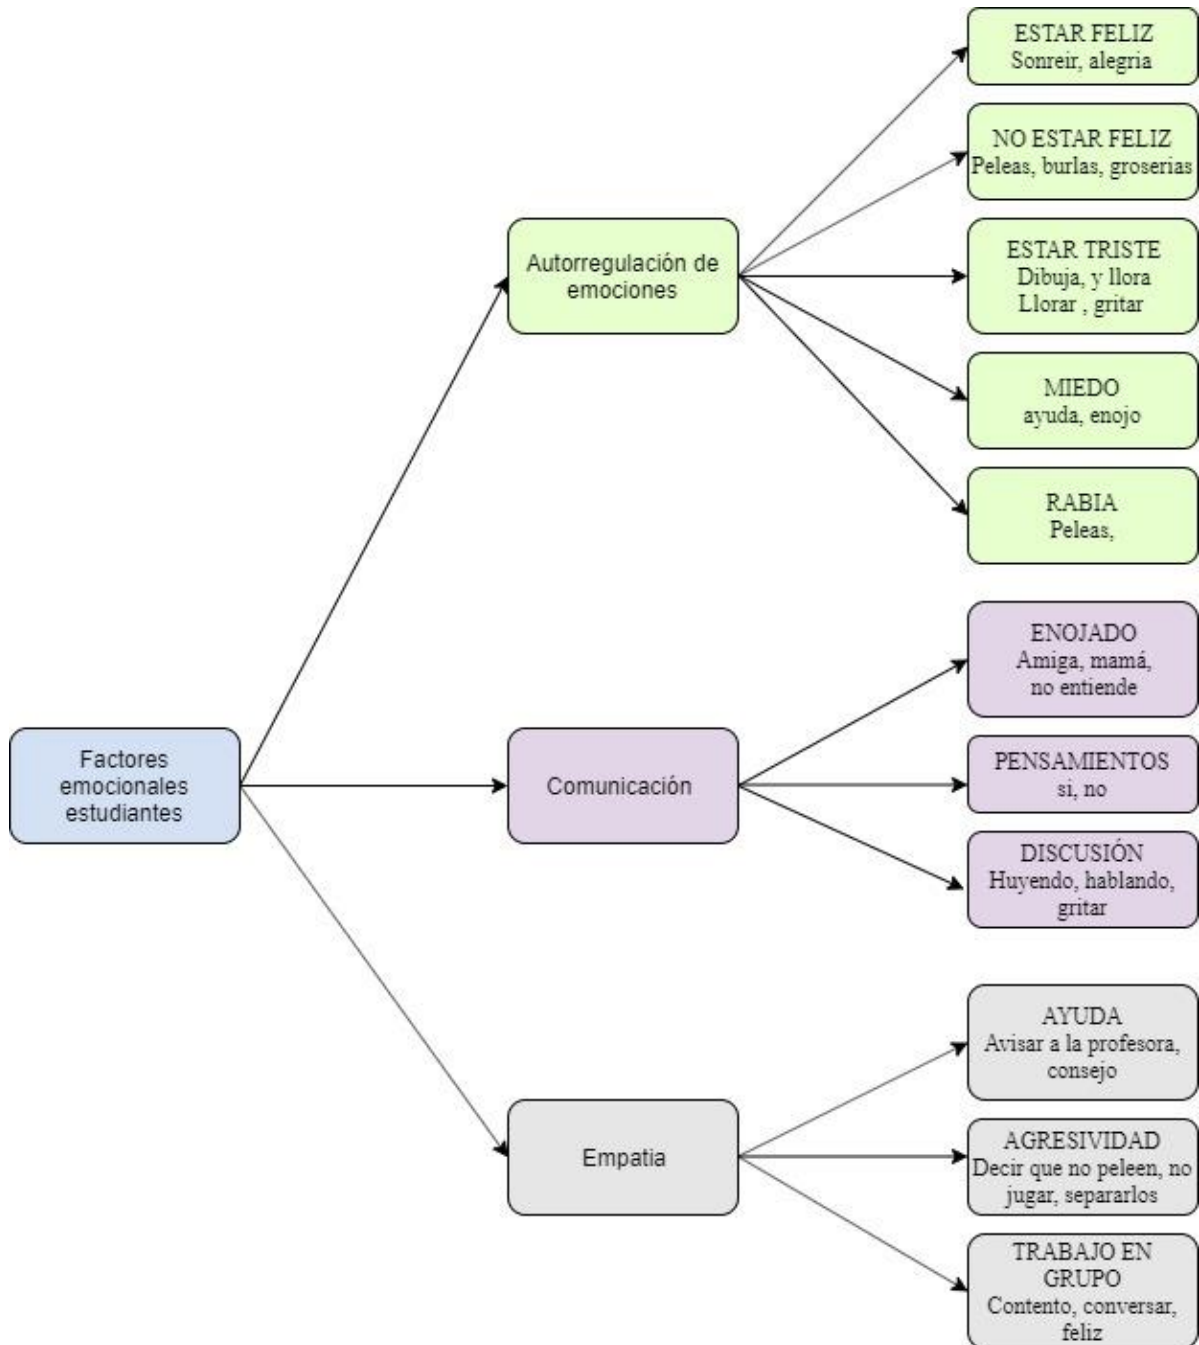 Factores
emocionales
estudiantes
Autorregulación de
emociones
ESTAR FELIZ
Sonreir, alegria
NO ESTAR FELIZ
Peleas, burlas, groserias
ESTAR TRISTE
Dibuja, y llora
Llorar , gritar
MIEDO
ayuda, enojo
RABIA
Peleas,
Comunicación
ENOJADO
Amiga, mamá,
no entiende
PENSAMIENTOS
si, no
DISCUSIÓN
Huyendo, hablando,
gritar
Empatia
AYUDA
Avisar a la profesora,
consejo
AGRESIVIDAD
Decir que no peleen, no
jugar, separarlos
TRABAJO EN
GRUPO
Contento, conversar,
feliz